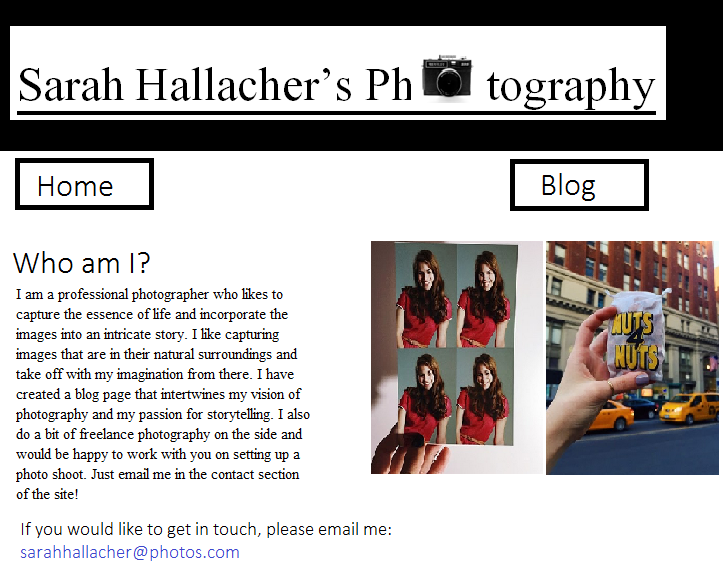 Sarah Hallacher's Ph tography
Home
Blog
Who am I?
I am a professional photographer who likes to
capture the essence of life and incorporate the
images into an intricate story. I like capturing
images that are in their natural surroundings and
take off with my imagination from there. I have
created a blog page that intertwines my vision of
photography and my passion for storytelling. I also
do a bit of freelance photography on the side and
would be happy to work with you on setting up a
photo shoot. Just email me in the contact section
of the site!
NUTS
4
NUTS
If you would like to get in touch, please email me:
sarahhallacher@photos.com